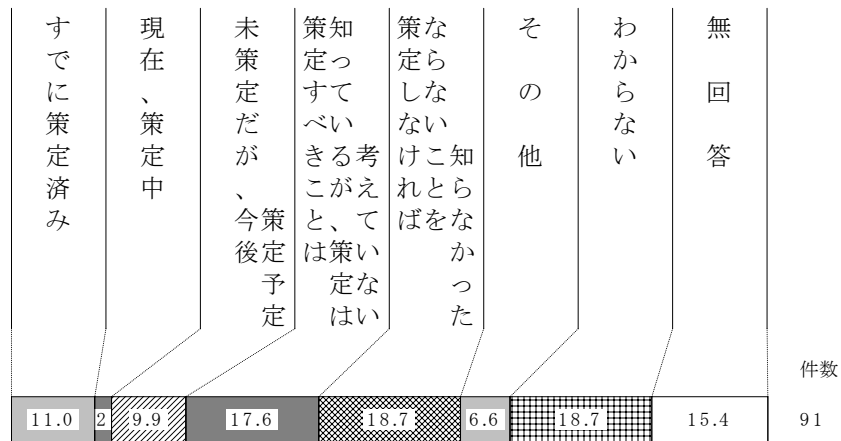 すでに策定済み
現在、策定中
未策定だが、今後
策定予定
策定すべきことは
知っているが、策定は
考えていない
策定しなければ
ならないことを
知らなかった
その他
わからない
無回答
件数
11.0 2 9.9 17.6 18.7 6.6 18.7 15.4 91